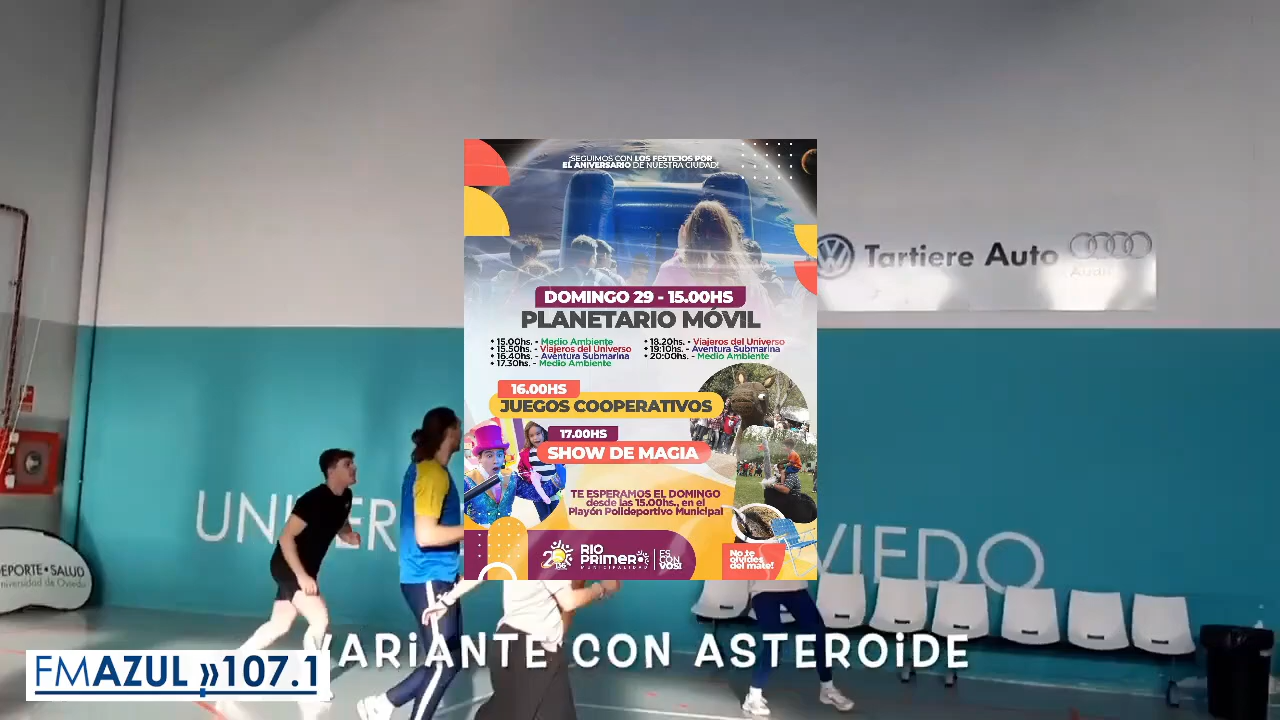 ¡SEGUIMOS CON LOS FESTEJOS POR
EL ANIVERSARIO DE NUESTRA CIUDAD!
DOMINGO 29 - 15.00HS
PLANETARIO MÓVIL
• 15.00hs. - Medio Ambiente
• 15.50hs. - Viajeros del Universo
• 16.40hs. - Aventura Submarina
• 17.30hs. - Medio Ambiente
• 18.20hs. - Viajeros del Universo
• 19:10hs. - Aventura Submarina
• 20:00hs. - Medio Ambiente
16.00HS
JUEGOS COOPERATIVOS
17.00HS
SHOW DE MAGIA
TE ESPERAMOS EL DOMINGO
desde las 15.00hs., en el
Playón Polideportivo Municipal
RIO
PRIMERO
MUNICIPALIDAD
ES
CON
VOS!
No te
olvides
del mate!
Tartiere Auto
Audi
UNIVER
VIEDO
DEPORTE • SALUD
Universidad de Oviedo
VARiANTE CON ASTEROiDE
FMAZUL »107.1